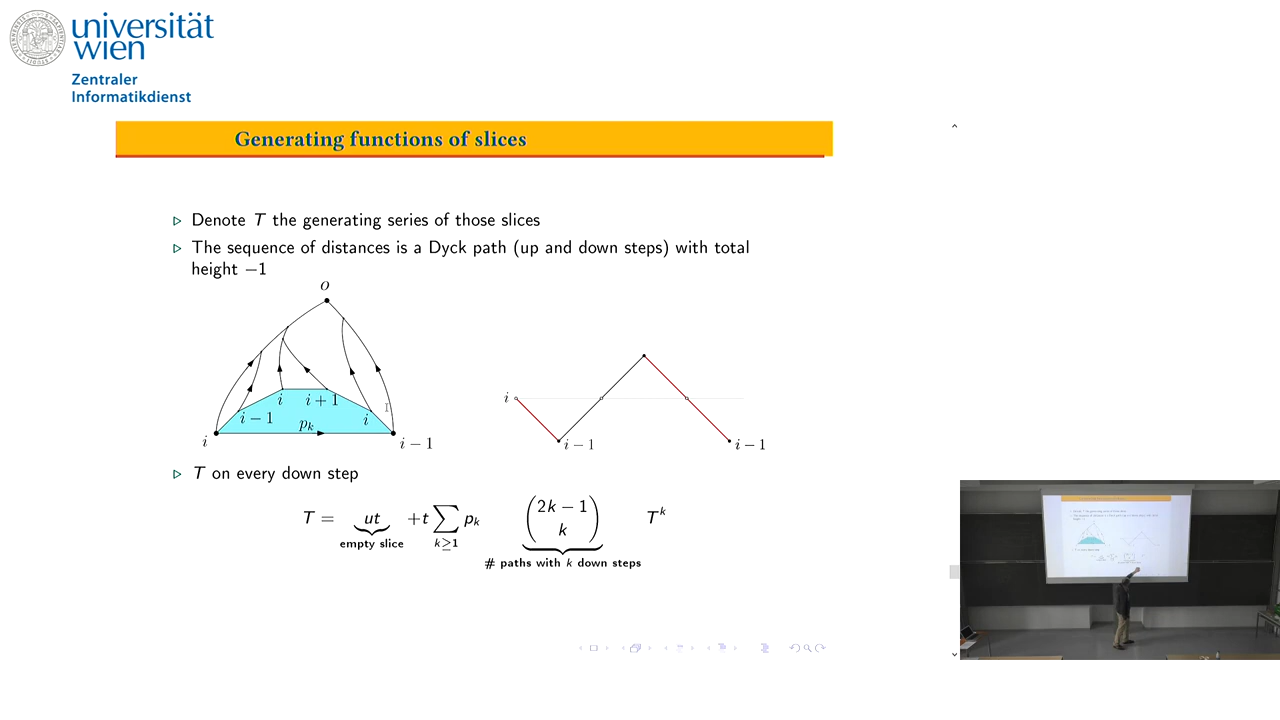 universität
wien
Zentraler
Informatikdienst
Generating functions of slices
Denote T the generating series of those slices
The sequence of distances is a Dyck path (up and down steps) with total
height −1
o
i
i − 1
i
i + 1
i
p_k
i − 1
i
i − 1
i − 1
T on every down step
T = ut + t ∑ p_k (2k − 1 k) T^k
empty slice
k≥1
# paths with k down steps